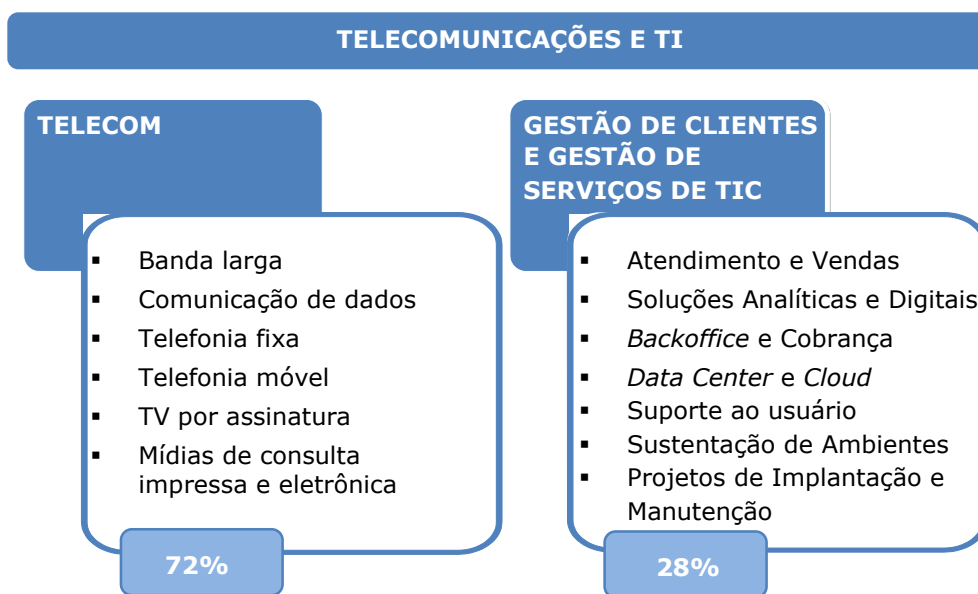 TELECOMUNICAÇÕES E TI
TELECOM
▪ Banda larga
▪ Comunicação de dados
▪ Telefonia fixa
▪ Telefonia móvel
▪ TV por assinatura
▪ Mídias de consulta
impressa e eletrônica
72%
GESTÃO DE CLIENTES
E GESTÃO DE
SERVIÇOS DE TIC
▪ Atendimento e Vendas
▪ Soluções Analíticas e Digitais
▪ Backoffice e Cobrança
▪ Data Center e Cloud
▪ Suporte ao usuário
▪ Sustentação de Ambientes
▪ Projetos de Implantação e
Manutenção
28%